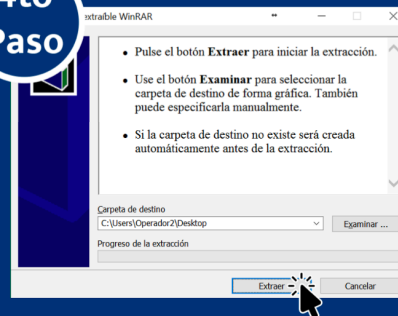 4to
Paso
extraíble WinRAR
• Pulse el botón Extraer para iniciar la extracción.
• Use el botón Examinar para seleccionar la
carpeta de destino de forma gráfica. También
puede especificarla manualmente.
• Si la carpeta de destino no existe será creada
automáticamente antes de la extracción.
Carpeta de destino
C:\Users\Operador2\Desktop
Examinar ...
Progreso de la extracción
Extraer
Cancelar